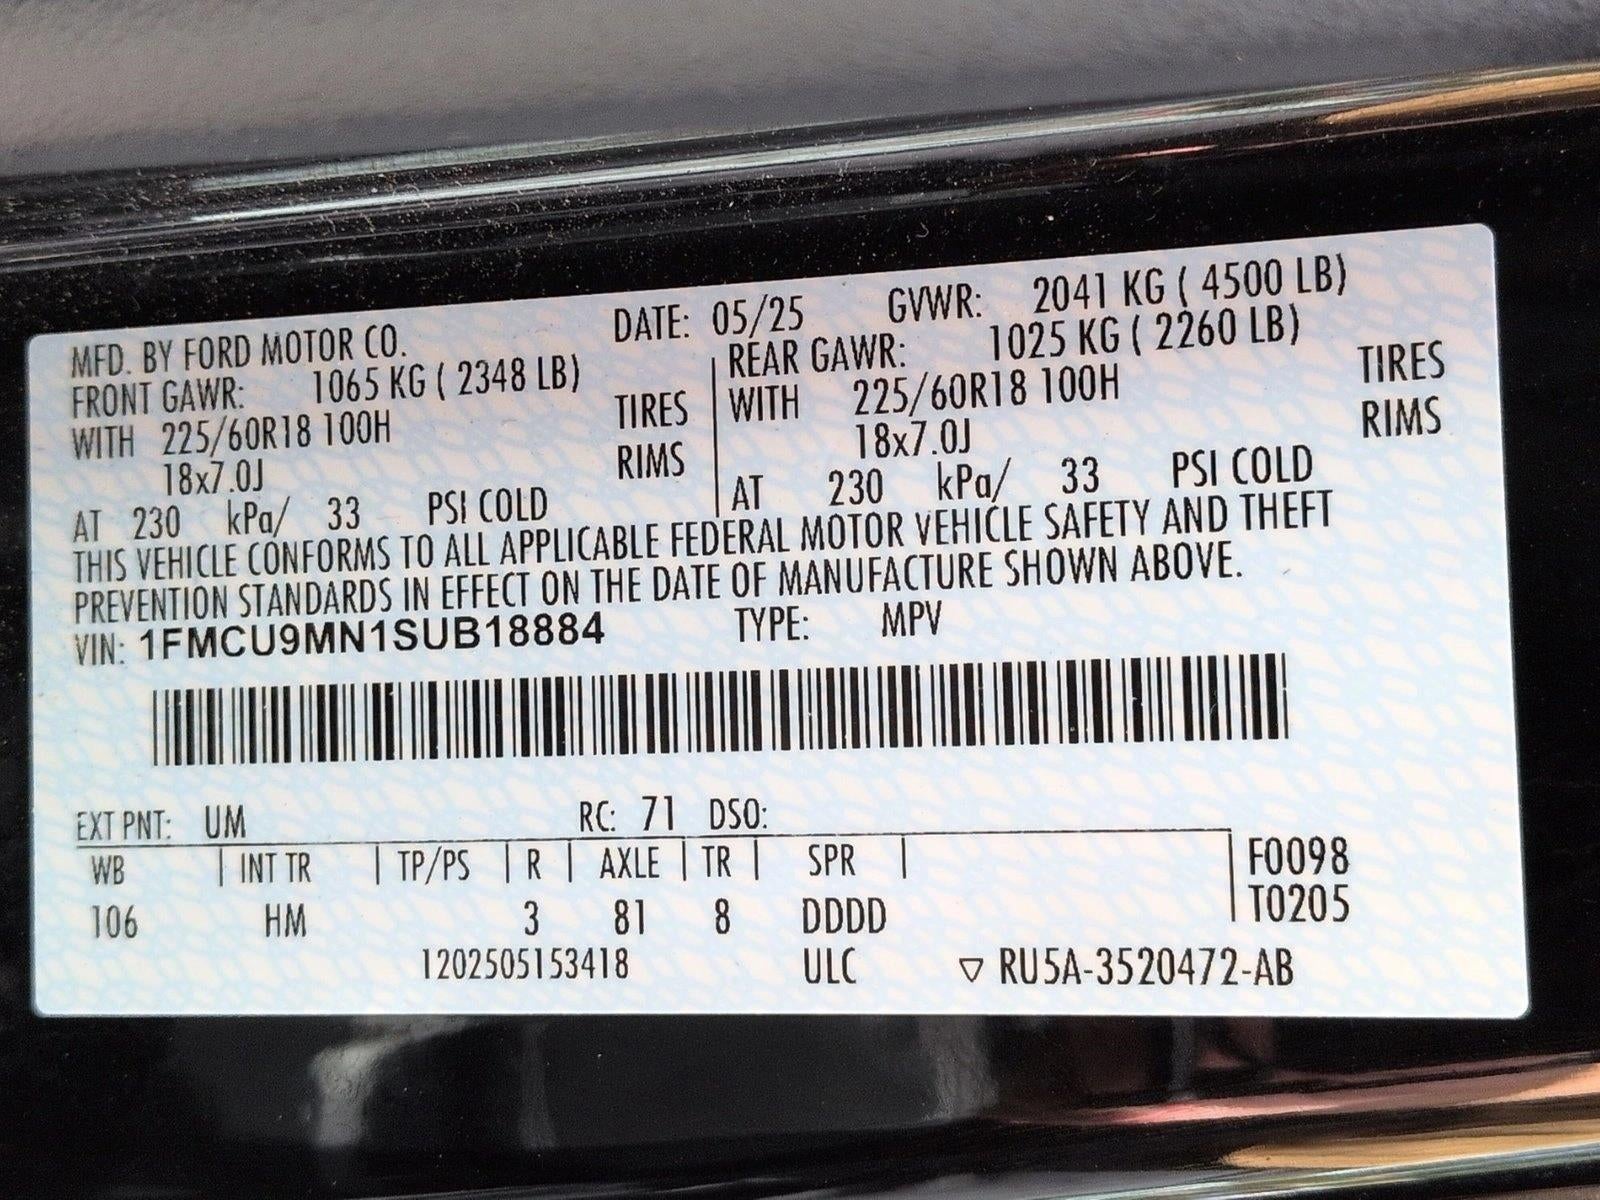 MFD. BY FORD MOTOR CO. DATE: 05/25 GVWR: 2041 KG ( 4500 LB)
FRONT GAWR: 1065 KG ( 2348 LB)
WITH 225/60R18 100H TIRES
18x7.0J RIMS
AT 230 kPa/ 33 PSI COLD
REAR GAWR: 1025 KG ( 2260 LB)
WITH 225/60R18 100H TIRES
18x7.0J RIMS
AT 230 kPa/ 33 PSI COLD
THIS VEHICLE CONFORMS TO ALL APPLICABLE FEDERAL MOTOR VEHICLE SAFETY AND THEFT
PREVENTION STANDARDS IN EFFECT ON THE DATE OF MANUFACTURE SHOWN ABOVE.
VIN: 1FMCU9MN1SUB18884 TYPE: MPV
EXT PNT: UM RC: 71 DSO:
WB | INT TR | TP/PS | R | AXLE | TR | SPR | F0098
106 HM 3 81 8 DDDD T0205
1202505153418 ULC ▽ RU5A-3520472-AB